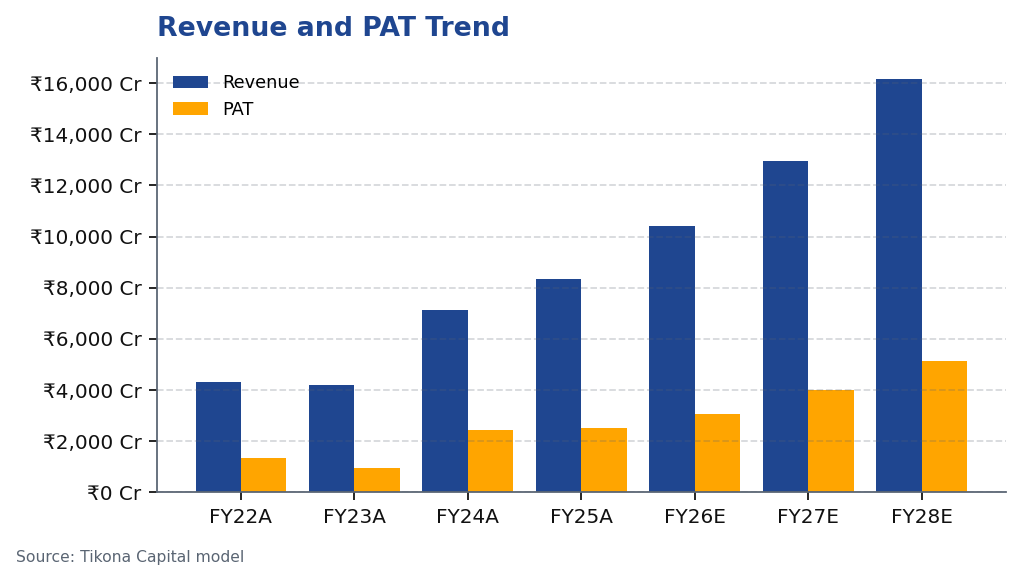 Revenue and PAT Trend
₹16,000 Cr
₹14,000 Cr
₹12,000 Cr
₹10,000 Cr
₹8,000 Cr
₹6,000 Cr
₹4,000 Cr
₹2,000 Cr
₹0 Cr
Revenue
PAT
FY22A FY23A FY24A FY25A FY26E FY27E FY28E
Source: Tikona Capital model